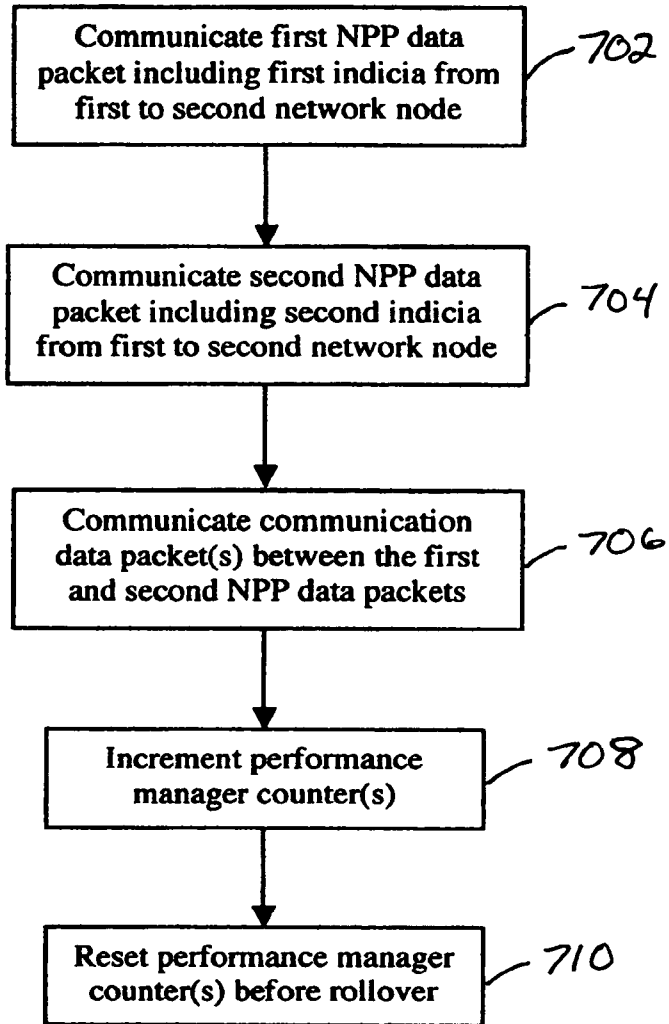 Communicate first NPP data
packet including first indicia from
first to second network node
702
Communicate second NPP data
packet including second indicia
from first to second network node
704
Communicate communication
data packet(s) between the first
and second NPP data packets
706
Increment performance
manager counter(s)
708
Reset performance manager
counter(s) before rollover
710